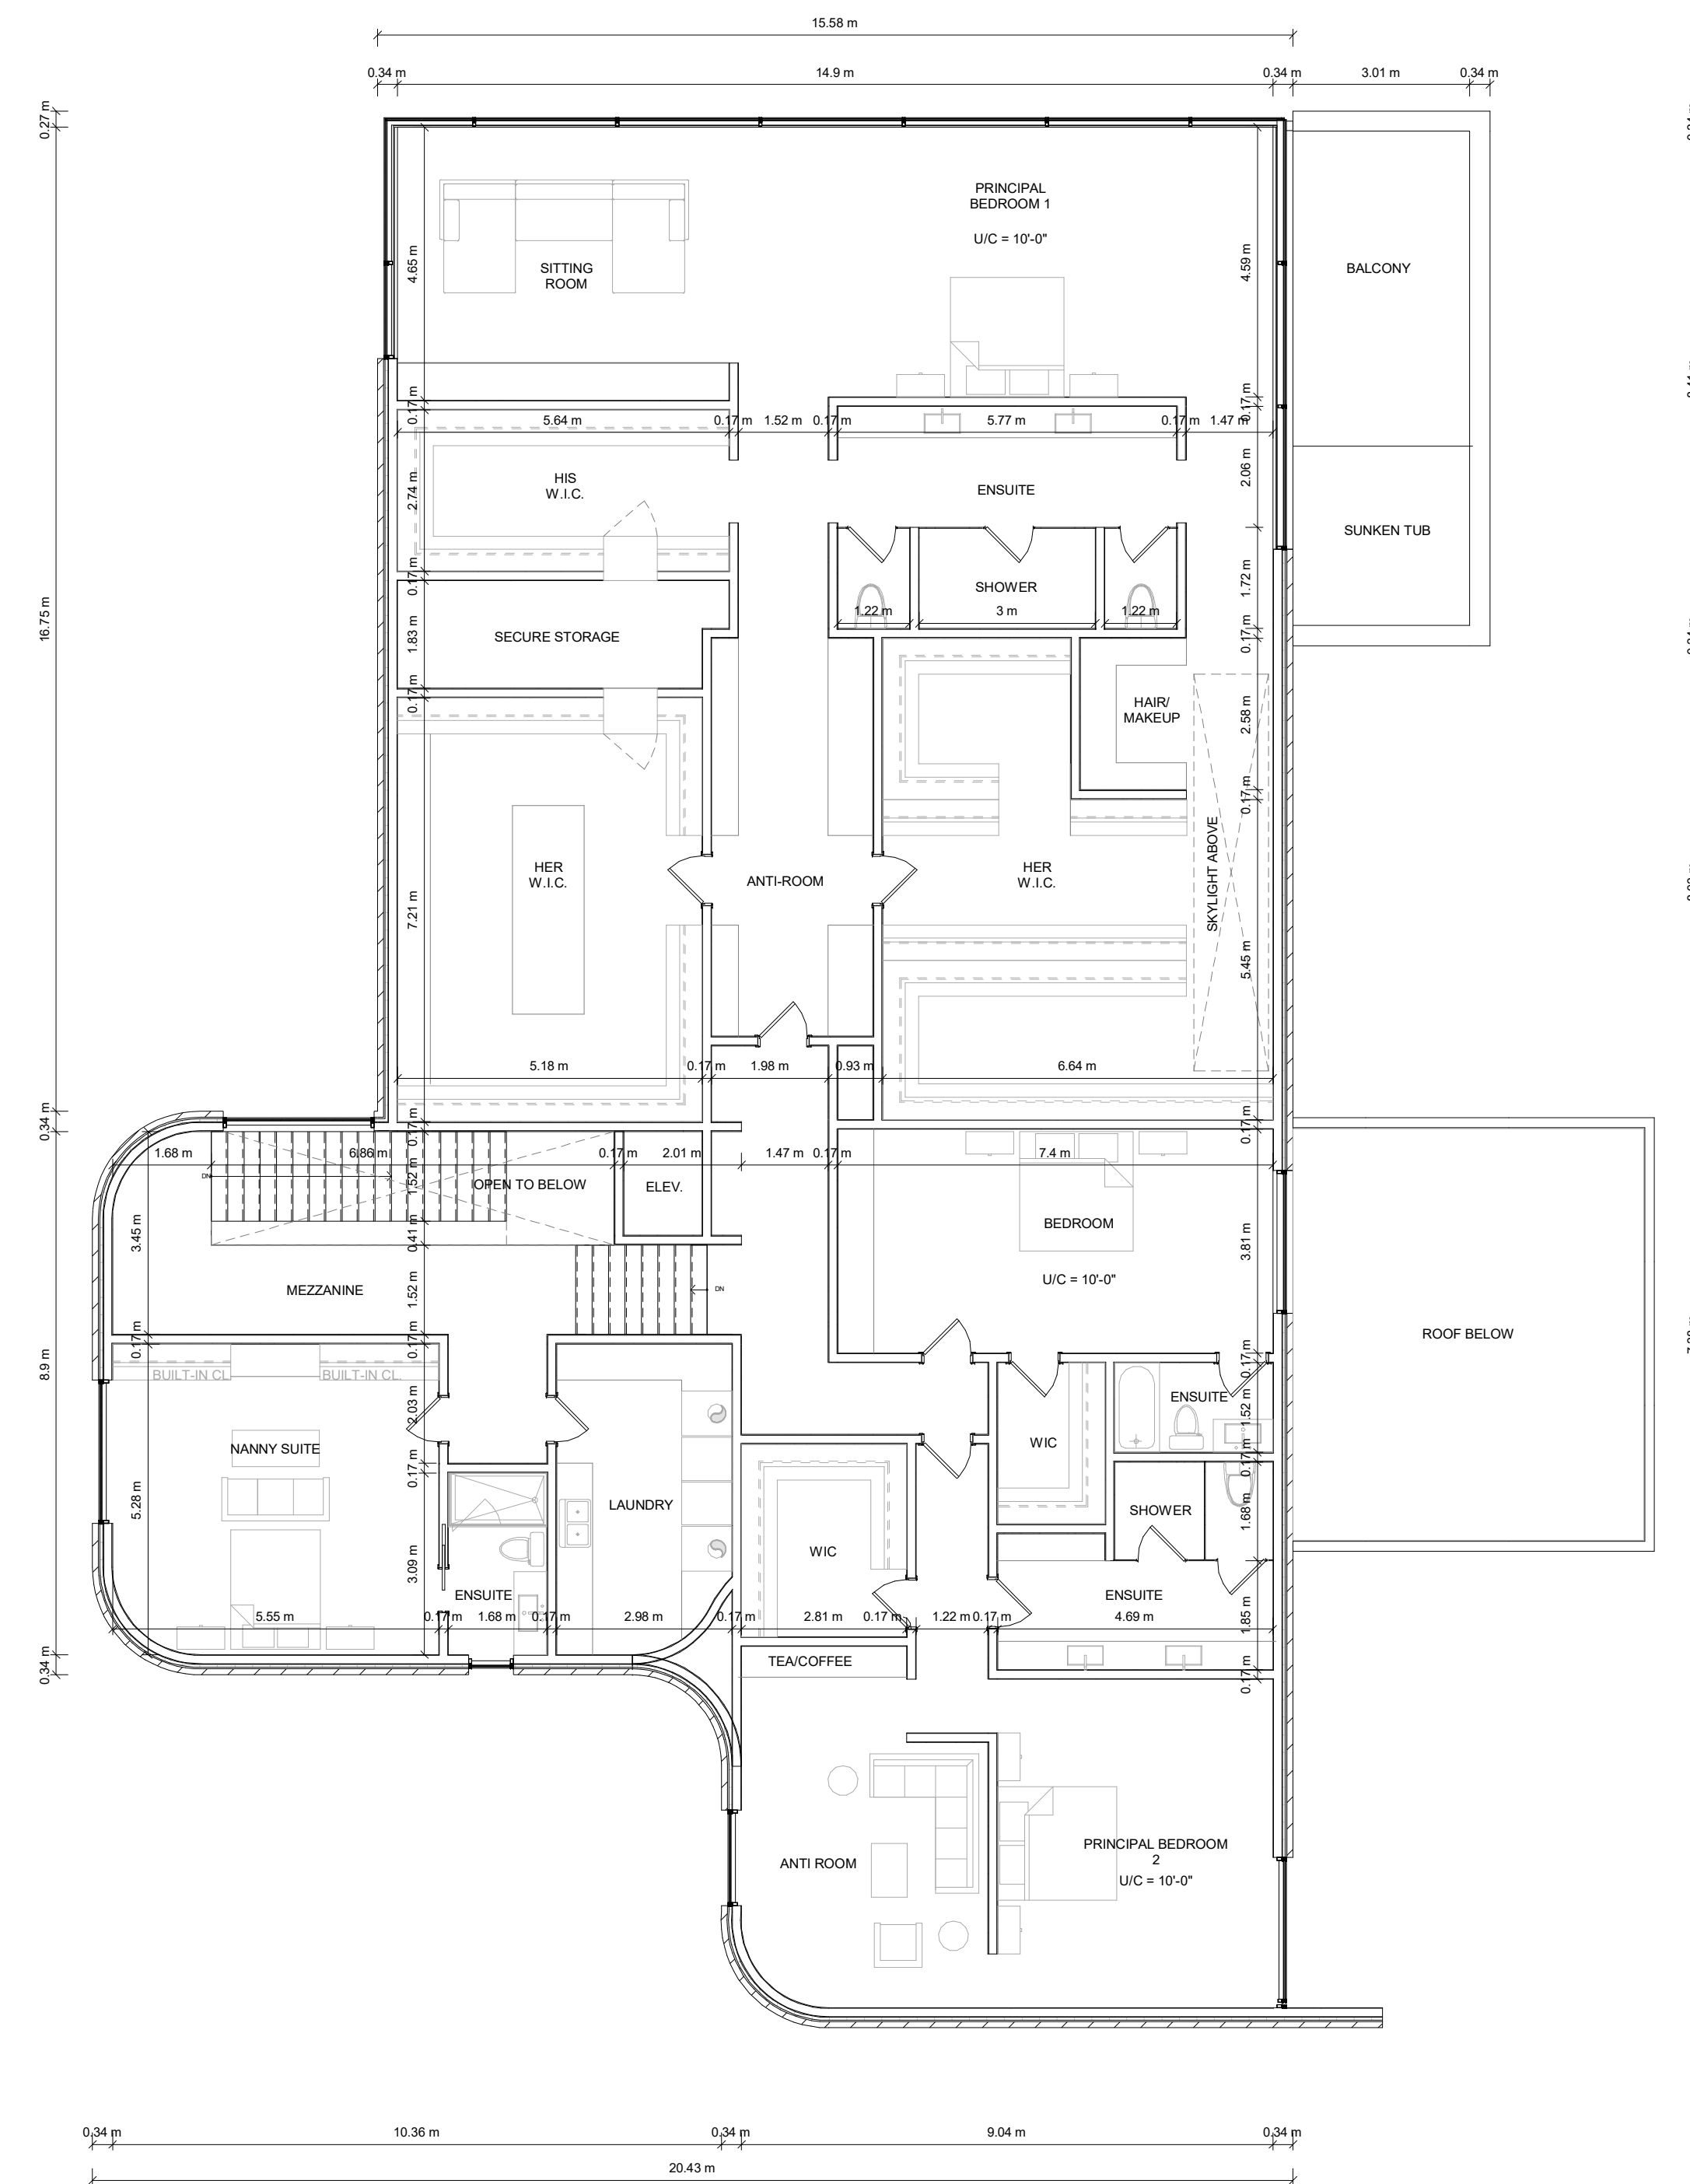 15.58 m
0.34 m
14.9 m
0.34 m
3.01 m
0.34 m
0.27 m
PRINCIPAL
BEDROOM 1
U/C = 10'-0"
SITTING
ROOM
4.65 m
4.59 m
BALCONY
0.17 m
0.17 m
5.64 m
0.17 m
1.52 m
0.17 m
5.77 m
0.17 m
1.47 m
HIS
W.I.C.
2.74 m
ENSUITE
2.06 m
SUNKEN TUB
0.17 m
SHOWER
1.72 m
1.22 m
3 m
1.22 m
16.75 m
1.83 m
SECURE STORAGE
0.17 m
0.17 m
HAIR/
MAKEUP
2.58 m
0.17 m
SKYLIGHT ABOVE
HER
W.I.C.
ANTI-ROOM
HER
W.I.C.
7.21 m
5.45 m
5.18 m
0.17 m
1.98 m
0.93 m
6.64 m
0.34 m
0.17 m
0.17 m
1.68 m
6.86 m
0.17 m
2.01 m
1.47 m
0.17 m
7.4 m
DN
1.52 m
OPEN TO BELOW
ELEV.
3.45 m
0.41 m
BEDROOM
3.81 m
MEZZANINE
1.52 m
DN
U/C = 10'-0"
ROOF BELOW
0.17 m
0.17 m
0.17 m
8.9 m
BUILT-IN CL.
BUILT-IN CL.
2.03 m
ENSUITE
1.52 m
NANNY SUITE
WIC
0.17 m
0.17 m
5.28 m
LAUNDRY
SHOWER
1.68 m
3.09 m
WIC
ENSUITE
ENSUITE
5.55 m
0.17 m
1.68 m
0.17 m
2.98 m
0.17 m
2.81 m
0.17 m
1.22 m
0.17 m
4.69 m
1.85 m
0.34 m
TEA/COFFEE
0.17 m
ANTI ROOM
PRINCIPAL BEDROOM
2
U/C = 10'-0"
0.34 m
10.36 m
0.34 m
9.04 m
0.34 m
20.43 m